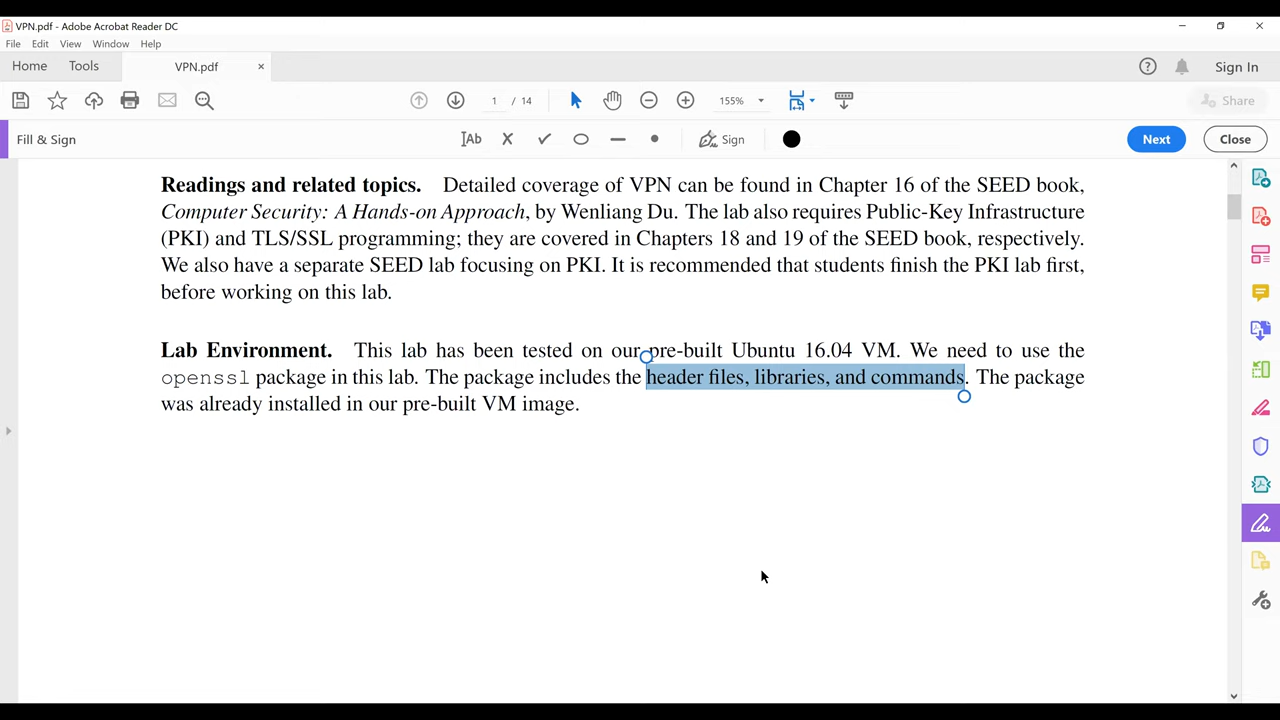 VPN.pdf - Adobe Acrobat Reader DC
File Edit View Window Help
Home Tools VPN.pdf × Sign In
1 / 14 155% Share
Fill & Sign Ab Sign Next Close
Readings and related topics. Detailed coverage of VPN can be found in Chapter 16 of the SEED book,
Computer Security: A Hands-on Approach, by Wenliang Du. The lab also requires Public-Key Infrastructure
(PKI) and TLS/SSL programming; they are covered in Chapters 18 and 19 of the SEED book, respectively.
We also have a separate SEED lab focusing on PKI. It is recommended that students finish the PKI lab first,
before working on this lab.
Lab Environment. This lab has been tested on our pre-built Ubuntu 16.04 VM. We need to use the
openssl package in this lab. The package includes the header files, libraries, and commands. The package
was already installed in our pre-built VM image.